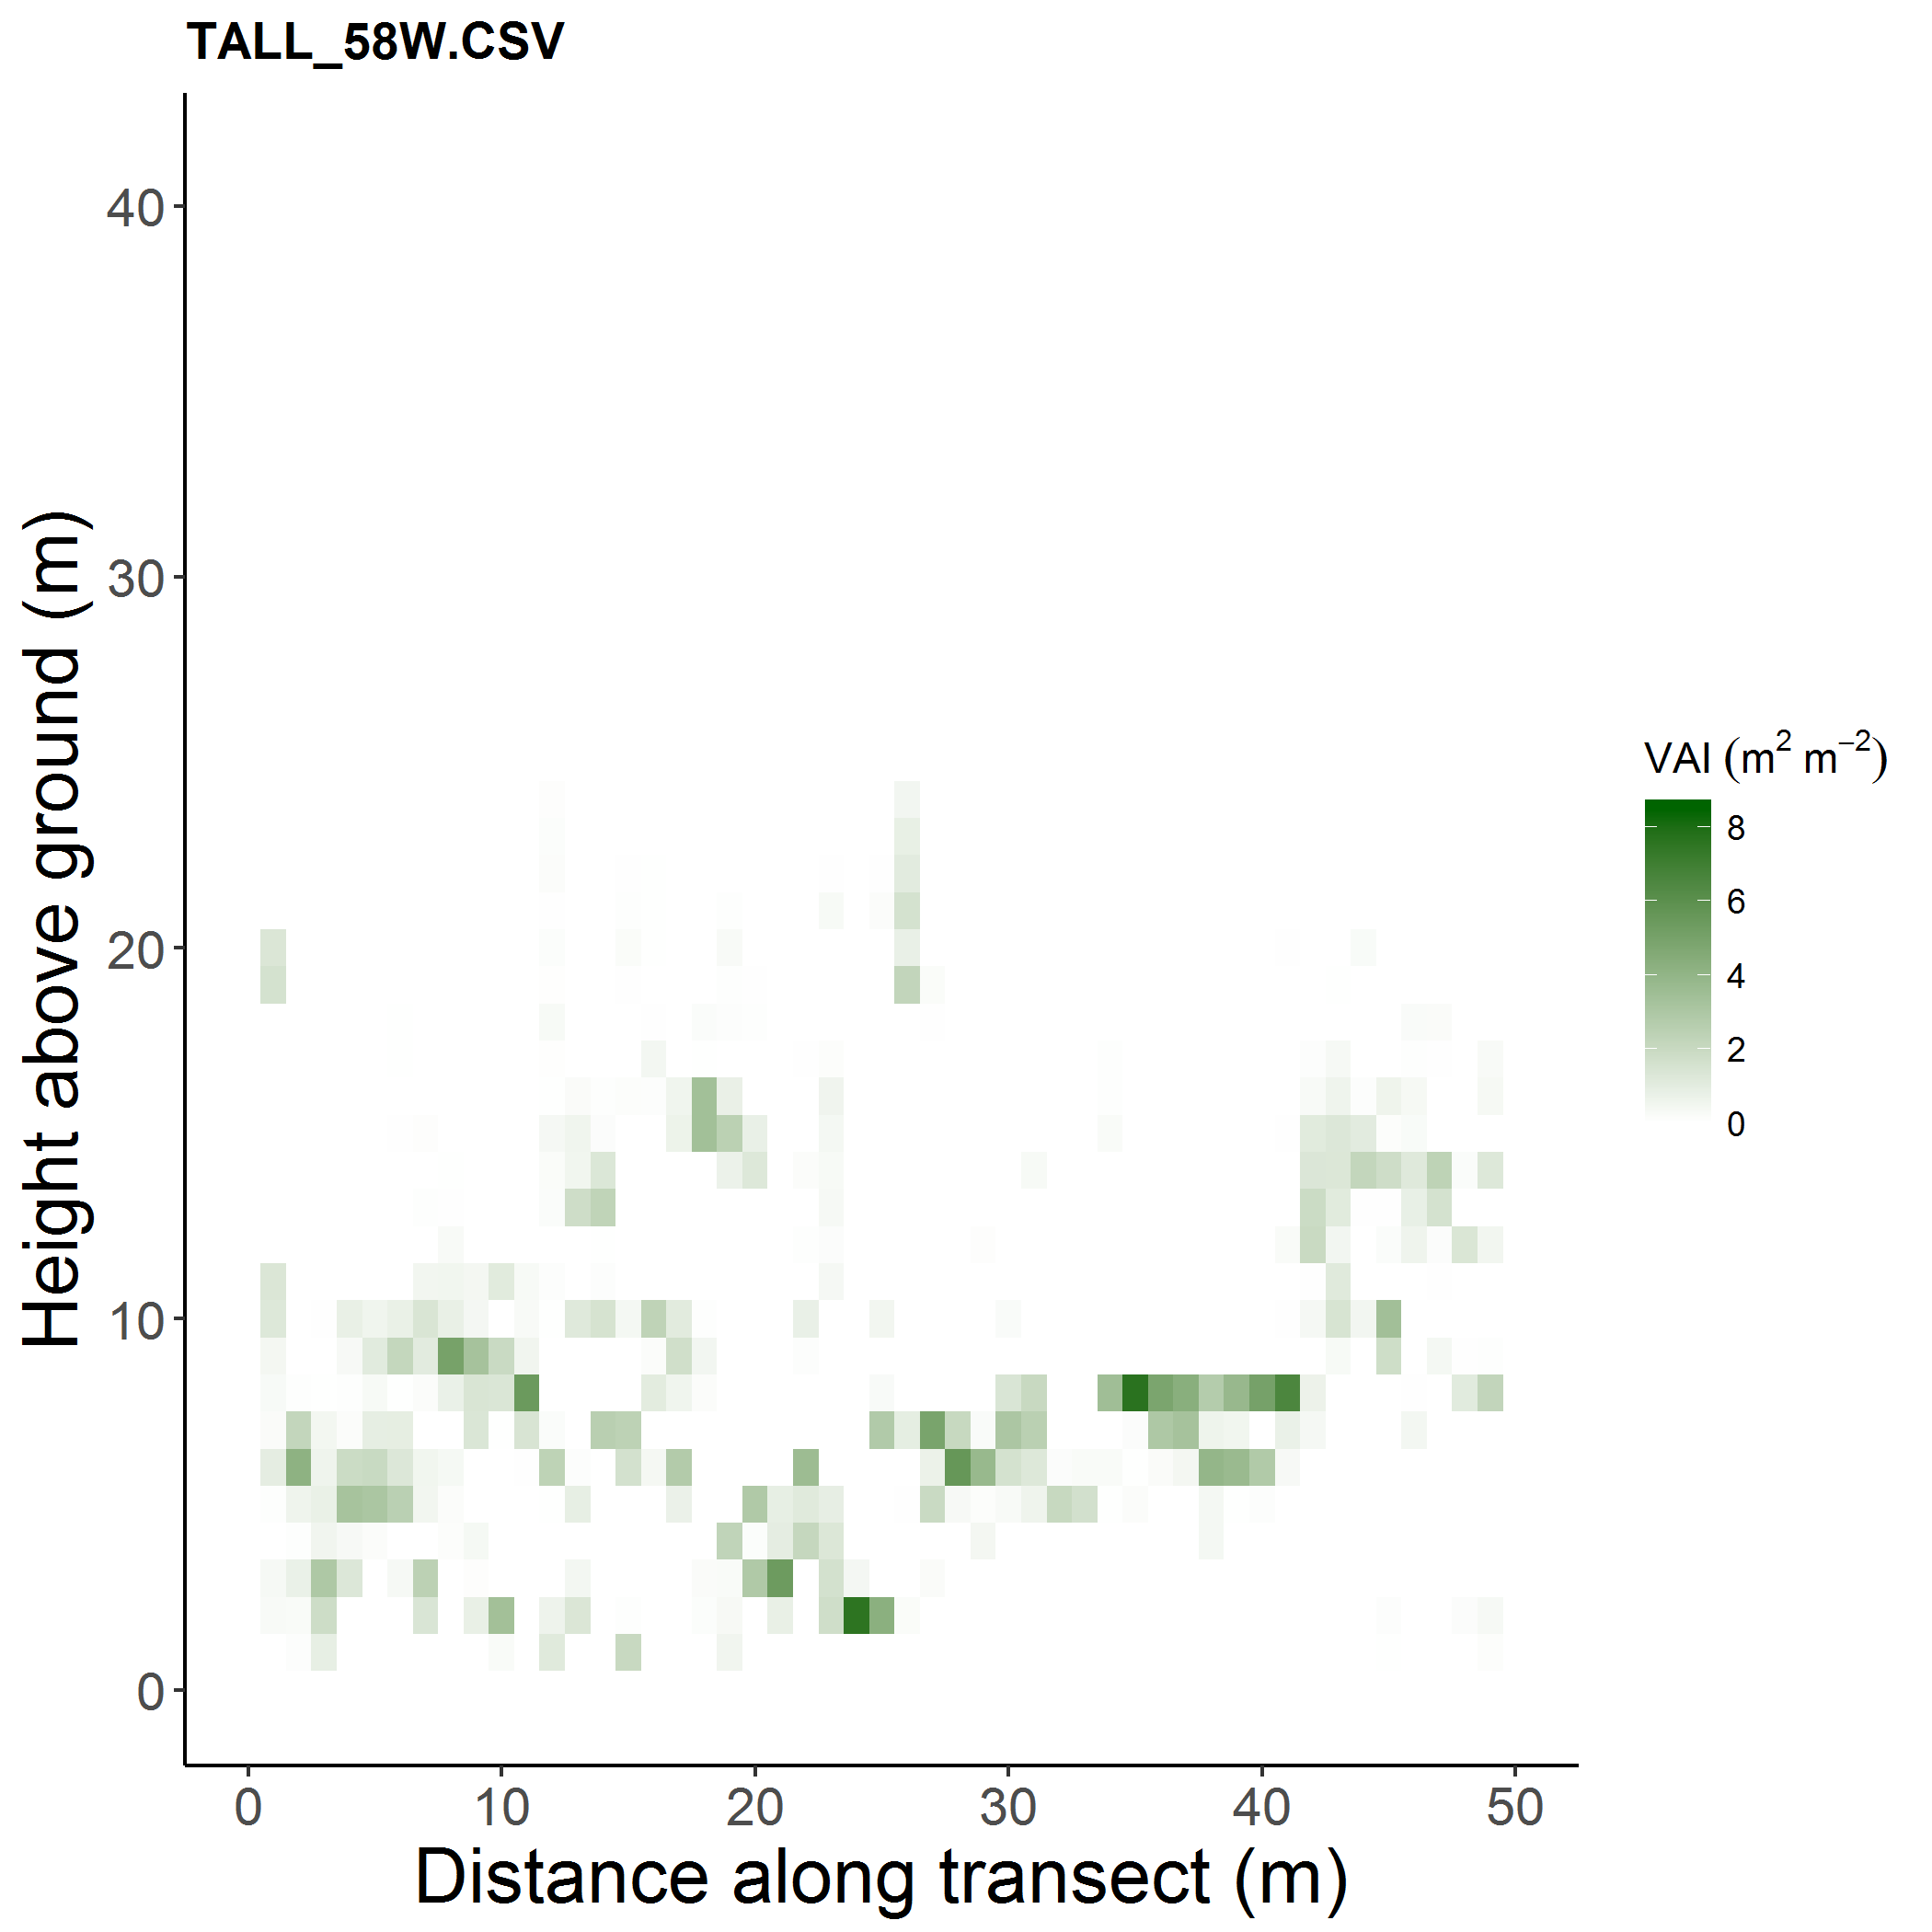 TALL_58W.CSV
Height above ground (m)
40
30
20
10
0
0 10 20 30 40 50
Distance along transect (m)
VAI (m² m⁻²)
8
6
4
2
0